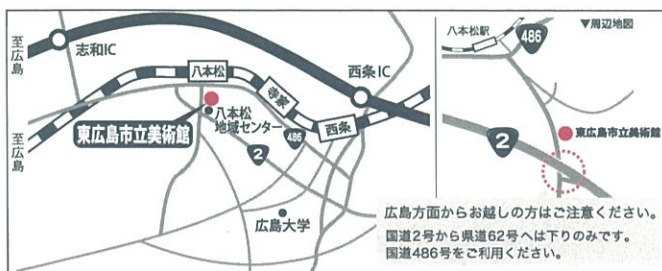 至広島
志和IC
八本松
寺家
西条IC
西条
八本松
地域センター
486
東広島市立美術館
2
至広島
広島大学
▼周辺地図
八本松駅
486
東広島市立美術館
2
広島方面からお越しの方はご注意ください。
国道2号から県道62号へは下りのみです。
国道486号をご利用ください。